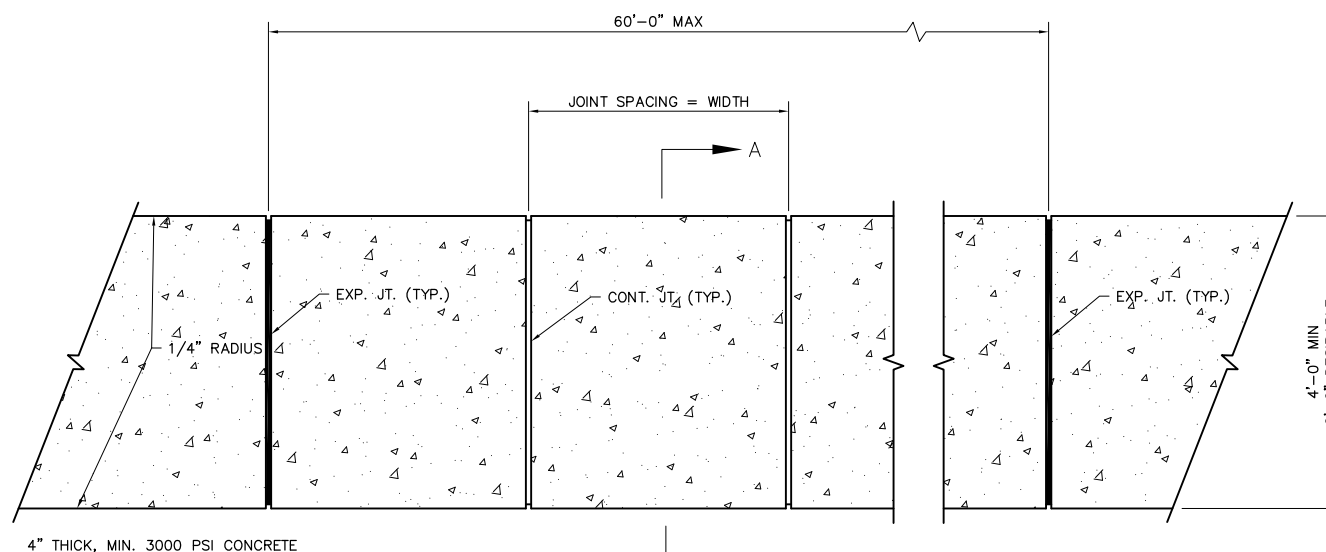 60'-0" MAX
JOINT SPACING = WIDTH
A
EXP. JT. (TYP.)
CONT. JT. (TYP.)
EXP. JT. (TYP.)
1/4" RADIUS
4'-0" MIN
4" THICK, MIN. 3000 PSI CONCRETE